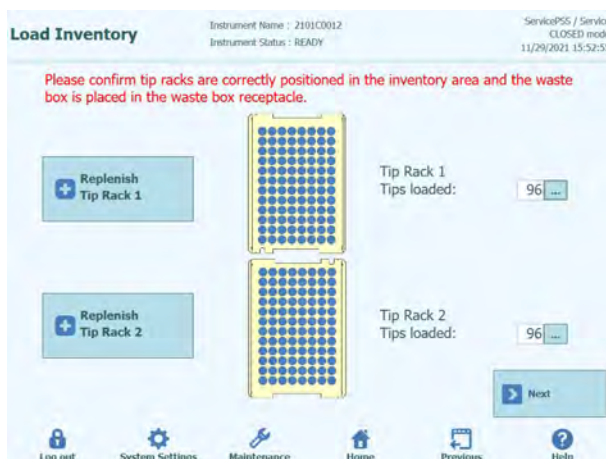 Load Inventory
Instrument Name : 2101C0012
Instrument Status : READY
ServicePSS / Servic
CLOSED mod
11/29/2021 15:52:5
Please confirm tip racks are correctly positioned in the inventory area and the waste
box is placed in the waste box receptacle.
Replenish
Tip Rack 1
Tip Rack 1
Tips loaded:
96 ...
Replenish
Tip Rack 2
Tip Rack 2
Tips loaded:
96 ...
Next
Log out
System Settings
Maintenance
Home
Previous
Help